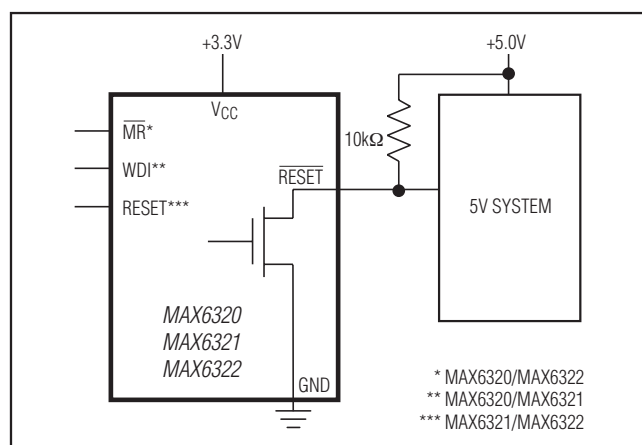 +3.3V
+5.0V
VCC
MR*
10kΩ
WDI**
RESET
RESET***
5V SYSTEM
MAX6320
MAX6321
MAX6322
GND
* MAX6320/MAX6322
** MAX6320/MAX6321
*** MAX6321/MAX6322